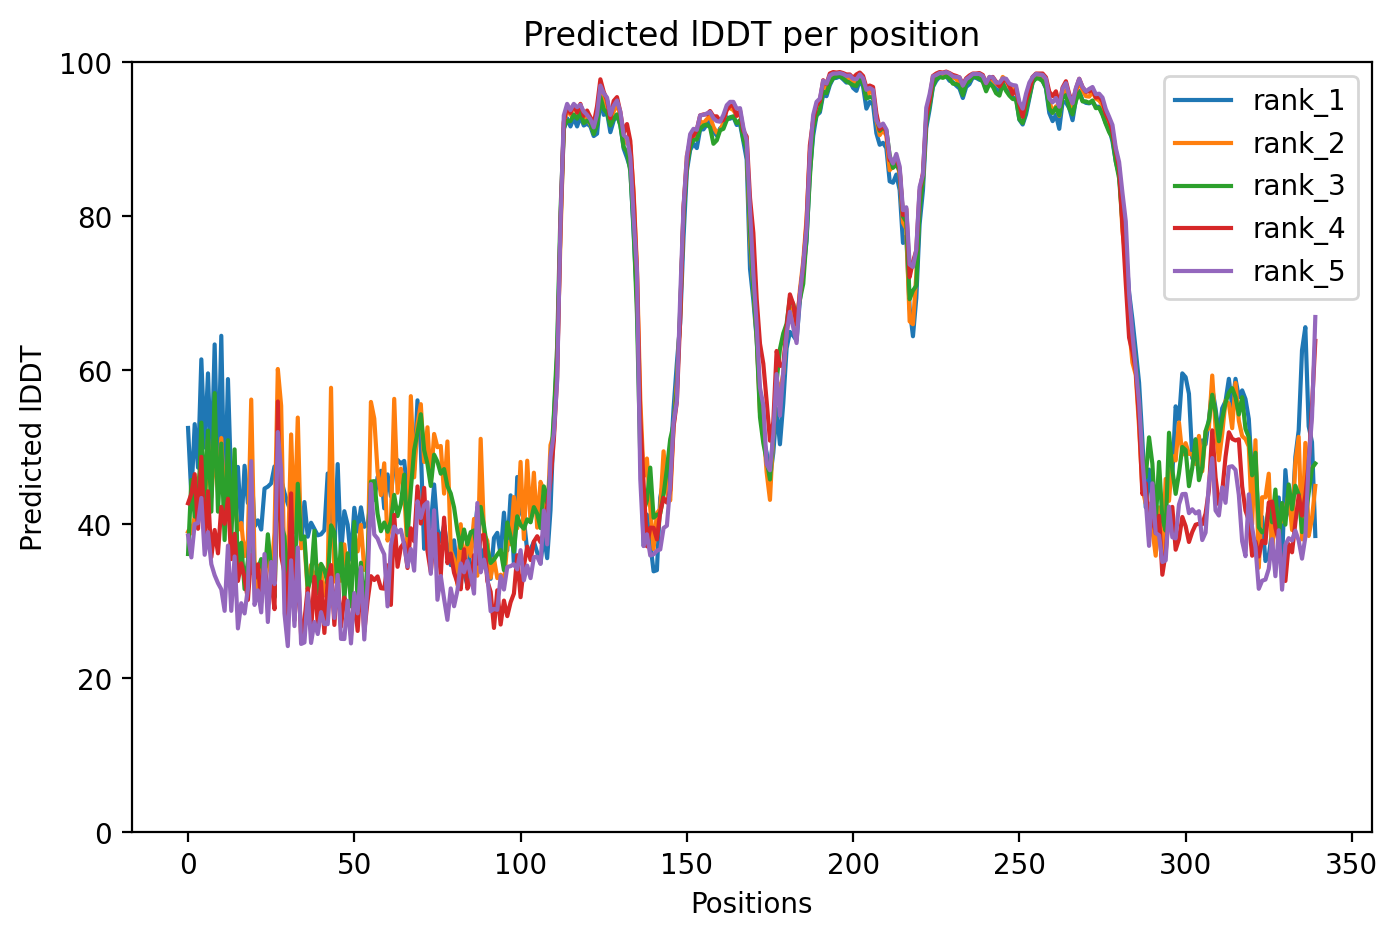 Predicted lDDT per position
Predicted lDDT
100
80
60
40
20
0
0 50 100 150 200 250 300 350
Positions
rank_1
rank_2
rank_3
rank_4
rank_5